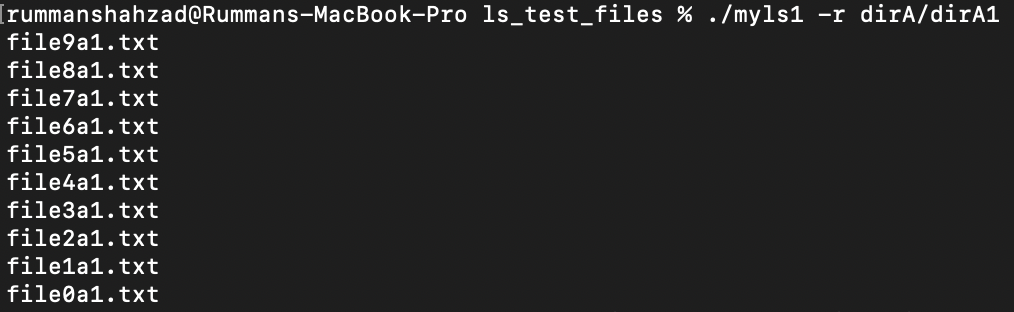 [rummanshahzad@Rummans-MacBook-Pro ls_test_files % ./myls1 -r dirA/dirA1
file9a1.txt
file8a1.txt
file7a1.txt
file6a1.txt
file5a1.txt
file4a1.txt
file3a1.txt
file2a1.txt
file1a1.txt
file0a1.txt